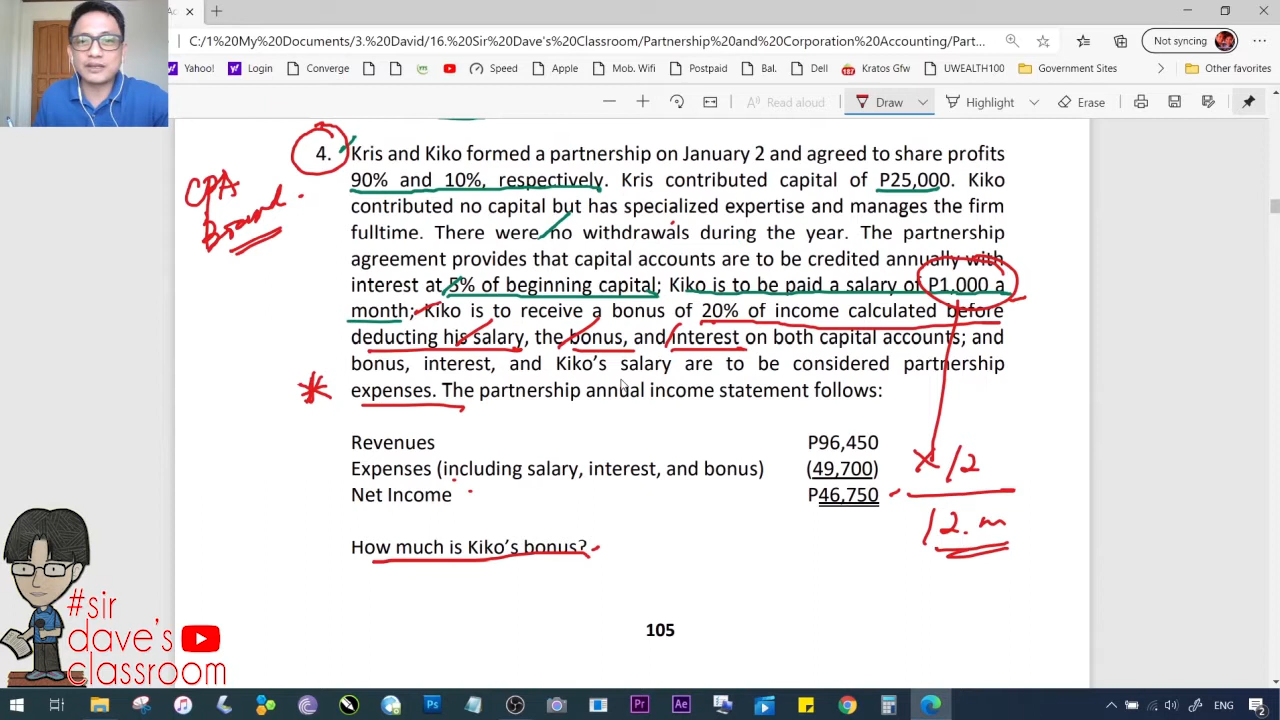 C:/1%20My%20Documents/3.%20David/16.%20Sir%20Dave's%20Classroom/Partnership%20and%20Corporation%20Accounting/Part...
Not syncing
Yahoo!
Login
Converge
Speed
Apple
Mob. Wifi
Postpaid
Bal.
Dell
187
Kratos Gfw
UWEALTH100
Government Sites
Other favorites
Read aloud
Draw
Highlight
Erase
4. Kris and Kiko formed a partnership on January 2 and agreed to share profits
90% and 10%, respectively. Kris contributed capital of P25,000. Kiko
contributed no capital but has specialized expertise and manages the firm
fulltime. There were no withdrawals during the year. The partnership
agreement provides that capital accounts are to be credited annually with
interest at 5% of beginning capital; Kiko is to be paid a salary of P1,000 a
month; Kiko is to receive a bonus of 20% of income calculated before
deducting his salary, the bonus, and interest on both capital accounts; and
bonus, interest, and Kiko's salary are to be considered partnership
expenses. The partnership annual income statement follows:
CPA
Board
Revenues P96,450
Expenses (including salary, interest, and bonus) (49,700)
Net Income P46,750
x 12
12. m
How much is Kiko's bonus?
105
#sir
dave's
classroom
Ps
Pr
Ae
ENG
2